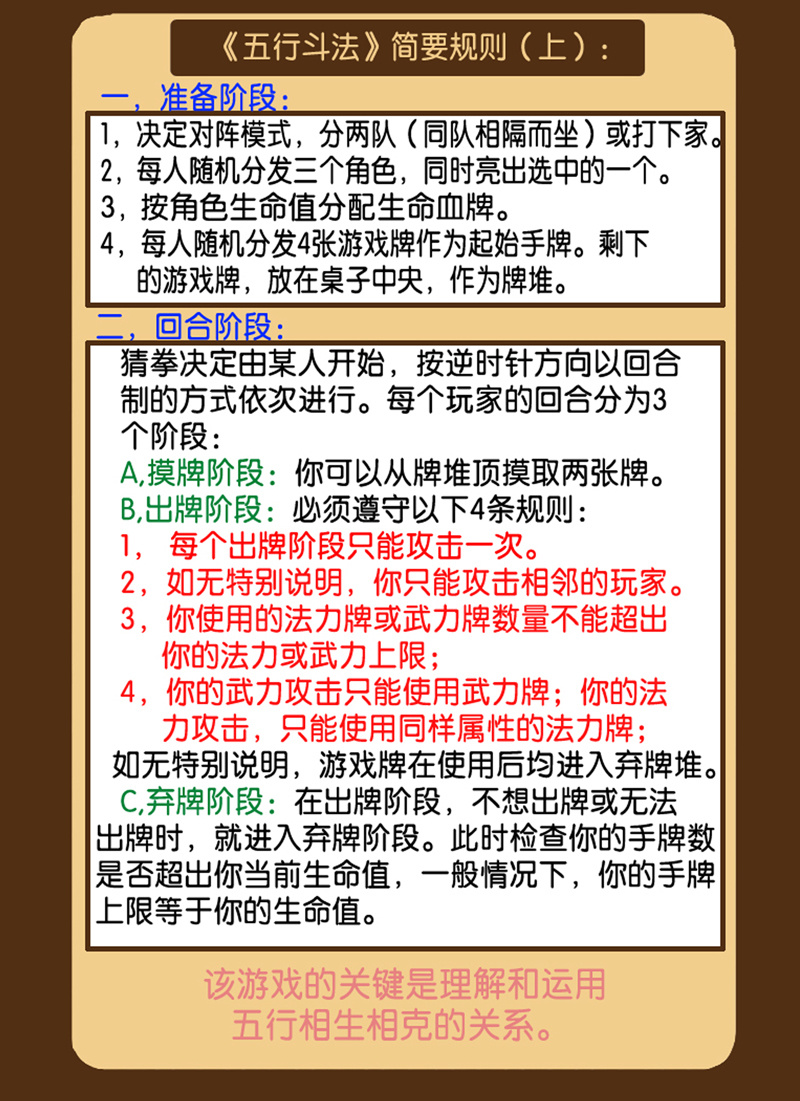 《五行斗法》简要规则（上）：
一，准备阶段：
1，决定对阵模式，分两队（同队相隔而坐）或打下家。
2，每人随机分发三个角色，同时亮出选中的一个。
3，按角色生命值分配生命血牌。
4，每人随机分发4张游戏牌作为起始手牌。剩下
的游戏牌，放在桌子中央，作为牌堆。
二，回合阶段：
猜拳决定由某人开始，按逆时针方向以回合
制的方式依次进行。每个玩家的回合分为3
个阶段：
A,摸牌阶段：你可以从牌堆顶摸取两张牌。
B,出牌阶段：必须遵守以下4条规则：
1， 每个出牌阶段只能攻击一次。
2，如无特别说明，你只能攻击相邻的玩家。
3，你使用的法力牌或武力牌数量不能超出
你的法力或武力上限；
4，你的武力攻击只能使用武力牌；你的法
力攻击，只能使用同样属性的法力牌；
如无特别说明，游戏牌在使用后均进入弃牌堆。
C,弃牌阶段：在出牌阶段，不想出牌或无法
出牌时，就进入弃牌阶段。此时检查你的手牌数
是否超出你当前生命值，一般情况下，你的手牌
上限等于你的生命值。
该游戏的关键是理解和运用
五行相生相克的关系。